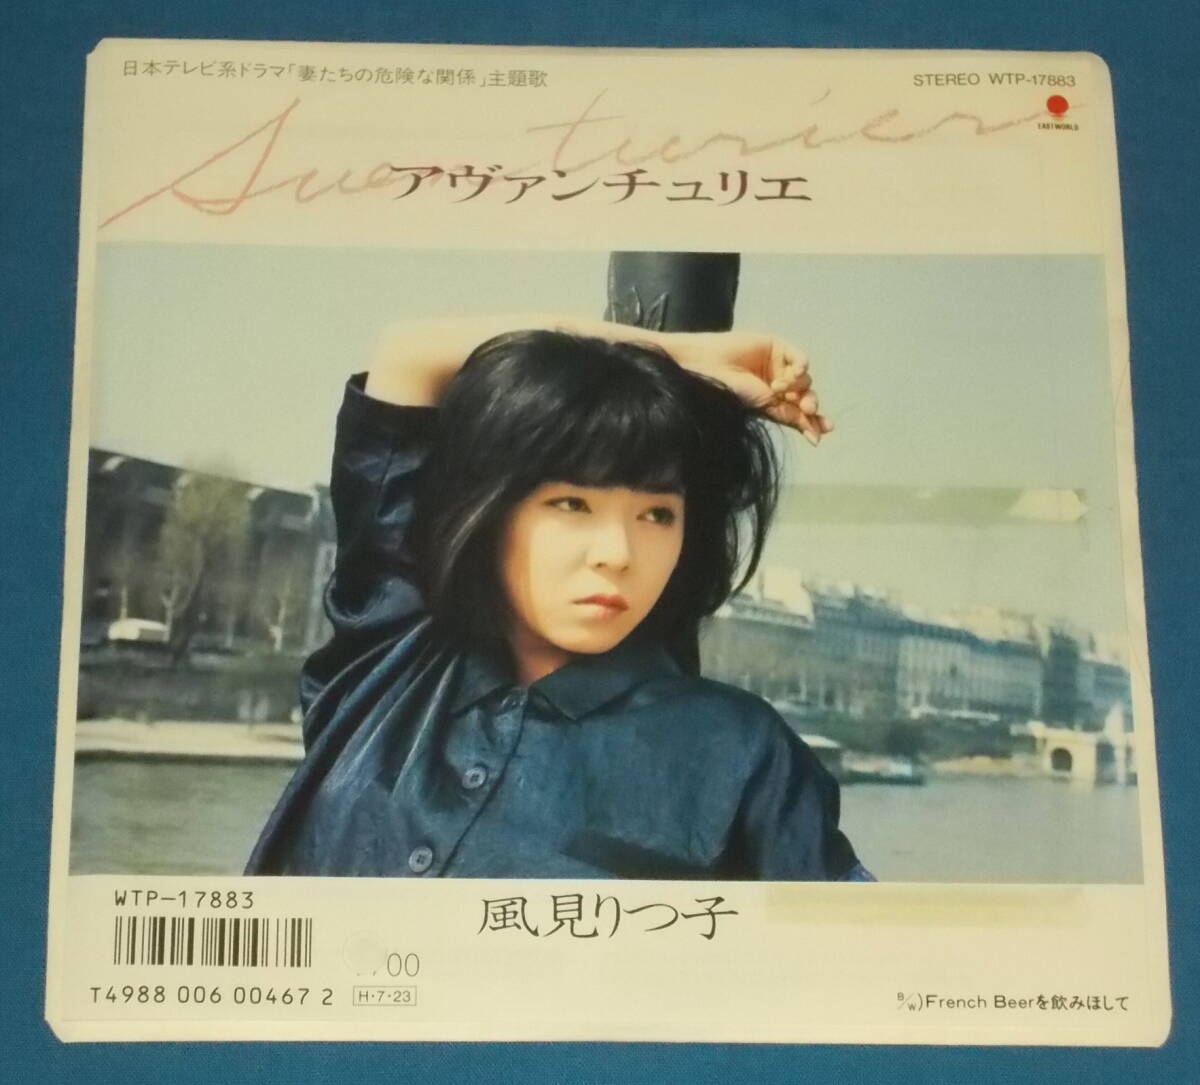 日本テレビ系ドラマ「妻たちの危険な関係」主題歌
STEREO WTP-17883
EASTWORLD
アヴァンチュリエ
WTP-17883
風見りつ子
00
T4988 006 00467 2
H・7・23
B/W)French Beerを飲みほして